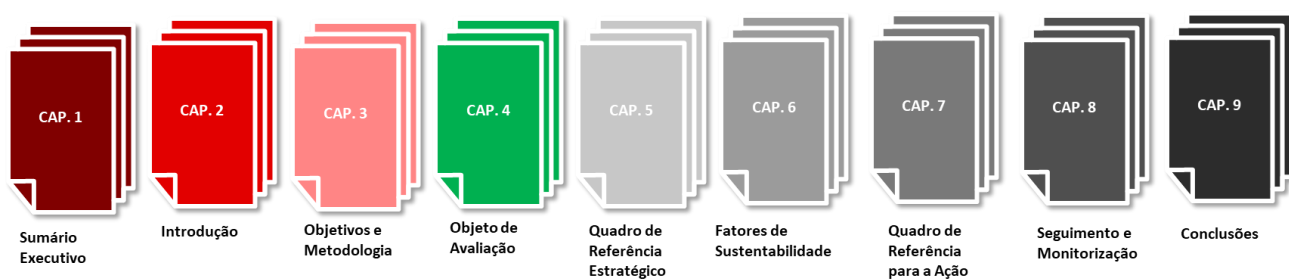 CAP. 1
CAP. 2
CAP. 3
CAP. 4
CAP. 5
CAP. 6
CAP. 7
CAP. 8
CAP. 9
Sumário
Executivo
Introdução
Objetivos e
Metodologia
Objeto de
Avaliação
Quadro de
Referência
Estratégico
Fatores de
Sustentabilidade
Quadro de
Referência
para a Ação
Seguimento e
Monitorização
Conclusões